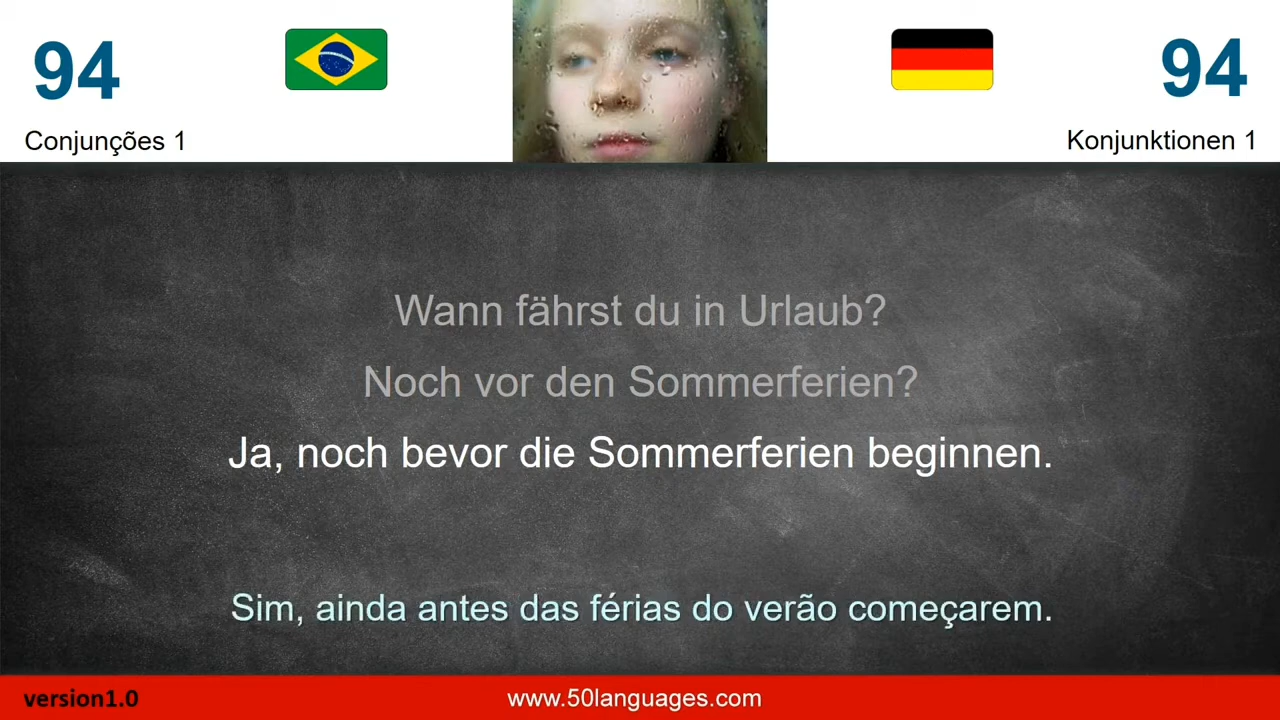 94
94
Conjunções 1
Konjunktionen 1
Wann fährst du in Urlaub?
Noch vor den Sommerferien?
Ja, noch bevor die Sommerferien beginnen.
Sim, ainda antes das férias do verão começarem.
version1.0
www.50languages.com